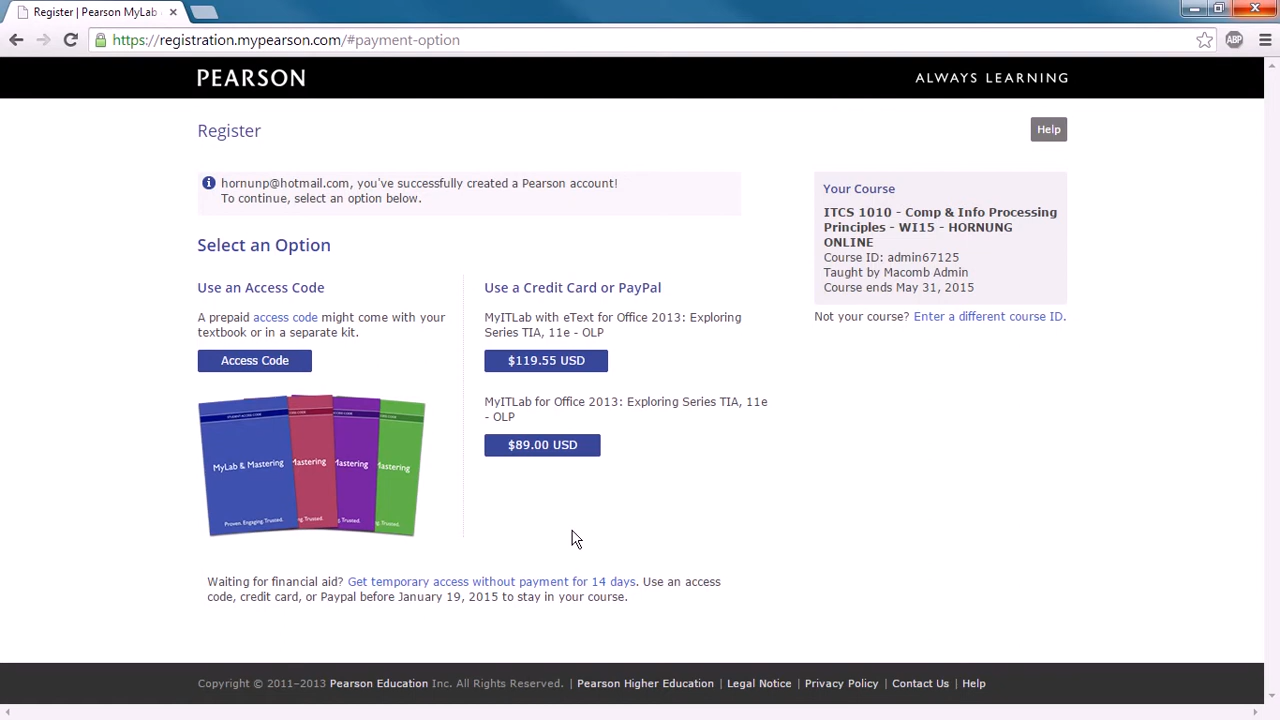 Register | Pearson MyLab
https://registration.mypearson.com/#payment-option
ABP
PEARSON
ALWAYS LEARNING
Register
Help
hornunp@hotmail.com, you've successfully created a Pearson account!
To continue, select an option below.
Your Course
ITCS 1010 - Comp & Info Processing
Principles - WI15 - HORNUNG
ONLINE
Course ID: admin67125
Taught by Macomb Admin
Course ends May 31, 2015
Not your course? Enter a different course ID.
Select an Option
Use an Access Code
A prepaid access code might come with your
textbook or in a separate kit.
Access Code
MyLab & Mastering
Mastering
Mastering
Mastering
Proven. Engaging. Trusted.
Use a Credit Card or PayPal
MyITLab with eText for Office 2013: Exploring
Series TIA, 11e - OLP
$119.55 USD
MyITLab for Office 2013: Exploring Series TIA, 11e
- OLP
$89.00 USD
Waiting for financial aid? Get temporary access without payment for 14 days. Use an access
code, credit card, or Paypal before January 19, 2015 to stay in your course.
Copyright © 2011–2013 Pearson Education Inc. All Rights Reserved. | Pearson Higher Education | Legal Notice | Privacy Policy | Contact Us | Help